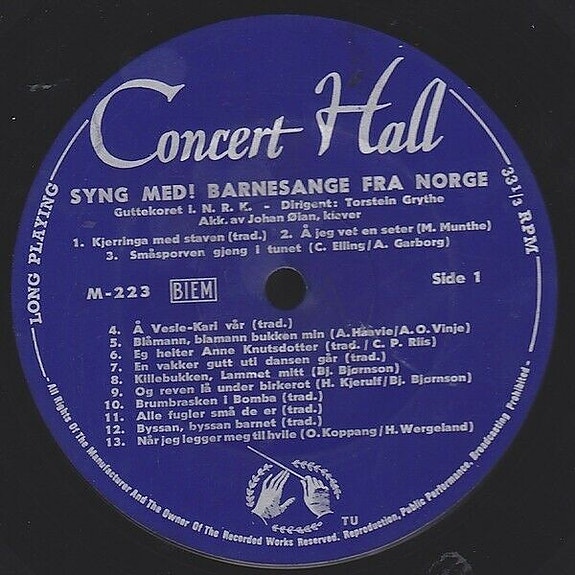 Concert Hall
SYNG MED! BARNESANGE FRA NORGE
Guttekoret I. N. R. K. - Dirigent: Torstein Grythe
Akk. av Johan Øian, klever
1. Kjerringa med staven (trad.) 2. Å jeg vet en seter (M. Munthe)
3. Småsporven gjeng i tunet (C. Elling/A. Garborg)
LONG PLAYING
33 1/3 RPM
M-223 BIEM Side 1
4. Å Vesle-Karl vår (trad.)
5. Blåmann, blamann bukken min (A. Haavie/A. O. Vinje)
6. Eg heiter Anne Knutsdotter (trad. / C. P. Riis)
7. En vakker gutt uti dansen går (trad.)
8. Killebukken, Lammet mitt (Bj. Bjørnson)
9. Og reven lå under birkerot (H. Kjerulf/Bj. Bjørnson)
10. Brumbrasken i Bomba (trad.)
11. Alle fugler små de er (trad.)
12. Byssan, byssan barnet (trad.)
13. Når jeg legger meg til hvile (O. Koppang/H. Wergeland)
TU
- All Rights Of The Manufacturer And The Owner Of The Recorded Works Reserved. Reproduction, Public Performance, Broadcasting Prohibited -